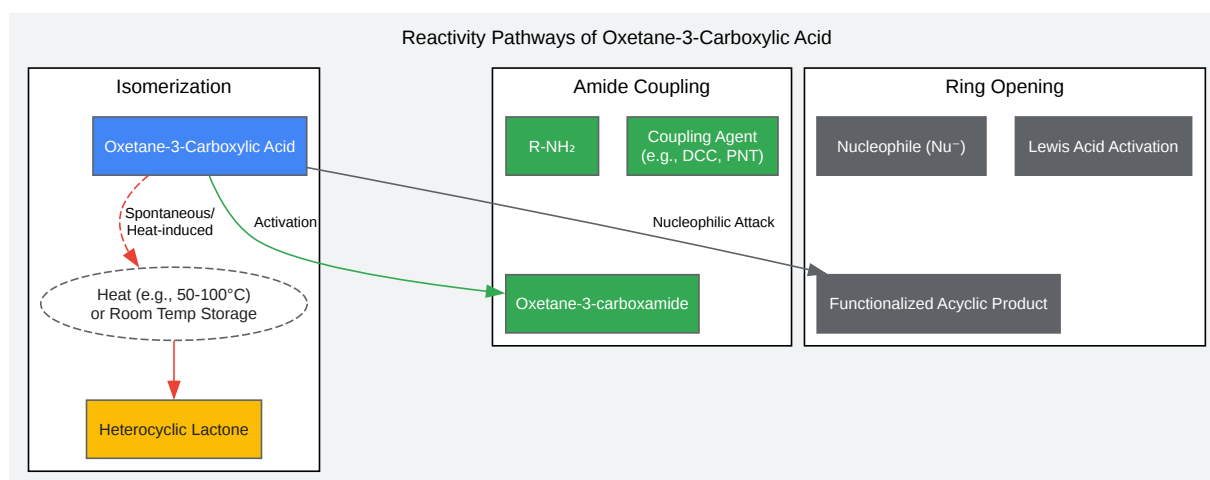 Reactivity Pathways of Oxetane-3-Carboxylic Acid
Isomerization
Oxetane-3-Carboxylic Acid
Spontaneous/
Heat-induced
Activation
Heat (e.g., 50-100°C)
or Room Temp Storage
Heterocyclic Lactone
Amide Coupling
R-NH₂
Coupling Agent
(e.g., DCC, PNT)
Nucleophilic Attack
Oxetane-3-carboxamide
Ring Opening
Nucleophile (Nu⁻)
Lewis Acid Activation
Functionalized Acyclic Product